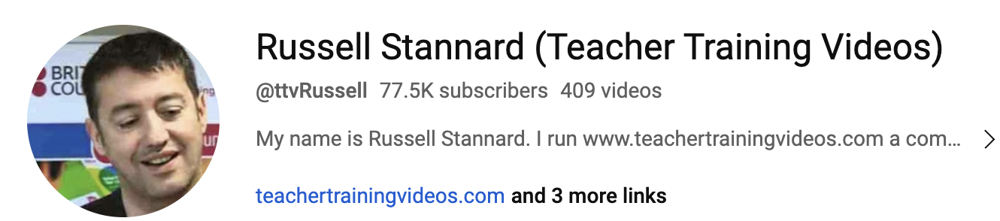 BRIT
COU
Russell Stannard (Teacher Training Videos)
@ttvRussell 77.5K subscribers 409 videos
My name is Russell Stannard. I run www.teachertrainingvideos.com a com...
teachertrainingvideos.com and 3 more links